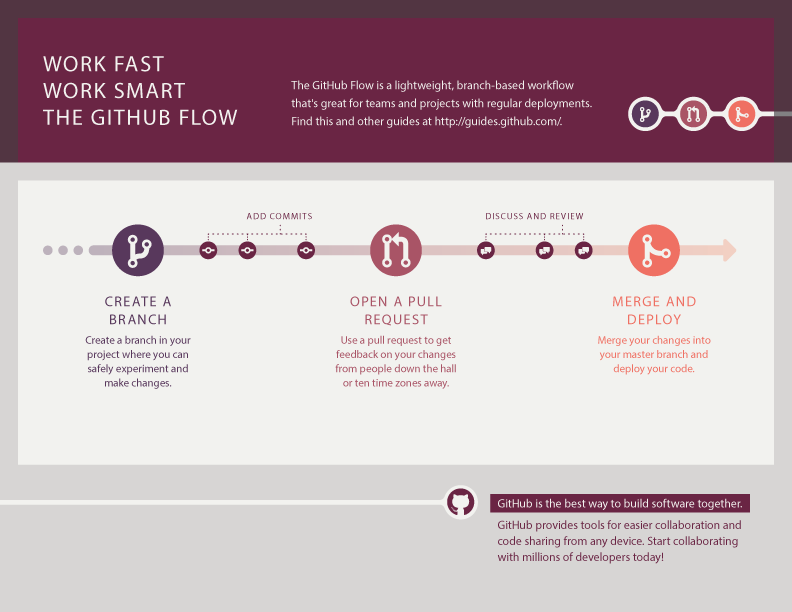 WORK FAST
WORK SMART
THE GITHUB FLOW
The GitHub Flow is a lightweight, branch-based workflow
that's great for teams and projects with regular deployments.
Find this and other guides at http://guides.github.com/.
ADD COMMITS
DISCUSS AND REVIEW
CREATE A
BRANCH
Create a branch in your
project where you can
safely experiment and
make changes.
OPEN A PULL
REQUEST
Use a pull request to get
feedback on your changes
from people down the hall
or ten time zones away.
MERGE AND
DEPLOY
Merge your changes into
your master branch and
deploy your code.
GitHub is the best way to build software together.
GitHub provides tools for easier collaboration and
code sharing from any device. Start collaborating
with millions of developers today!